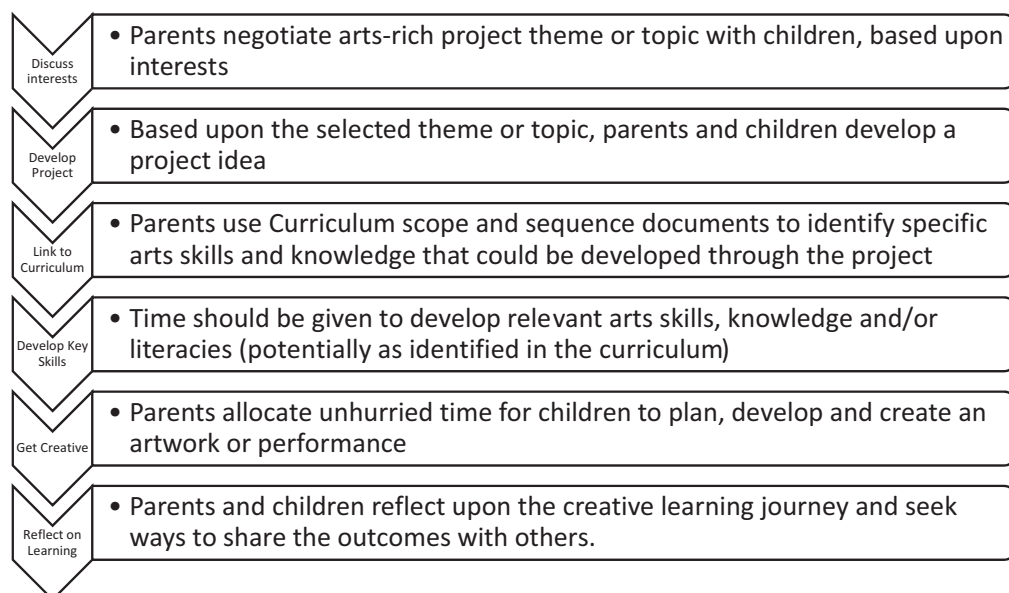 Discuss
interests
• Parents negotiate arts-rich project theme or topic with children, based upon
interests
Develop
Project
• Based upon the selected theme or topic, parents and children develop a
project idea
Link to
Curriculum
• Parents use Curriculum scope and sequence documents to identify specific
arts skills and knowledge that could be developed through the project
Develop Key
Skills
• Time should be given to develop relevant arts skills, knowledge and/or
literacies (potentially as identified in the curriculum)
Get Creative
• Parents allocate unhurried time for children to plan, develop and create an
artwork or performance
Reflect on
Learning
• Parents and children reflect upon the creative learning journey and seek
ways to share the outcomes with others.